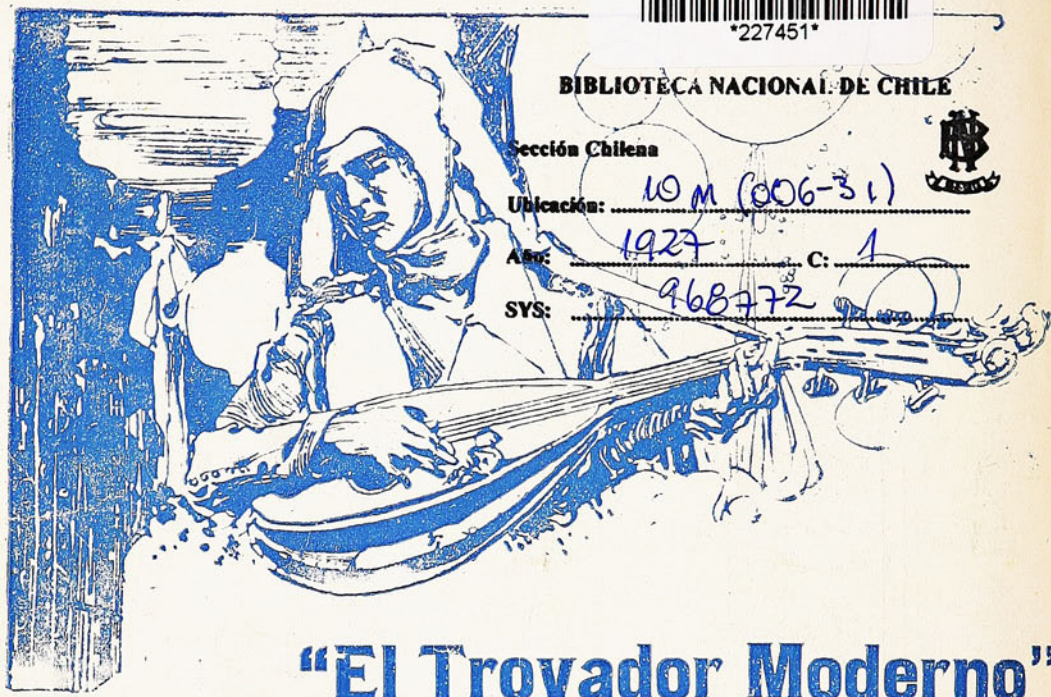 *227451*
BIBLIOTECA NACIONAL DE CHILE
Sección Chilena
Ubicación: 10 M (006-31)
Año: 1927 C: 1
SYS: 968772
"El Trovador Moderno"